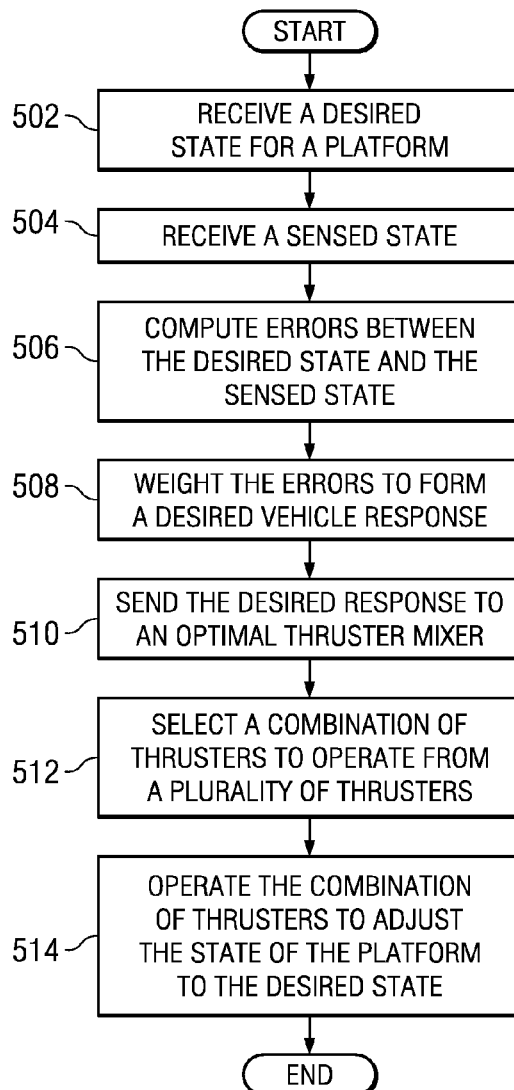 START
502
RECEIVE A DESIRED
STATE FOR A PLATFORM
504
RECEIVE A SENSED STATE
506
COMPUTE ERRORS BETWEEN
THE DESIRED STATE AND THE
SENSED STATE
508
WEIGHT THE ERRORS TO FORM
A DESIRED VEHICLE RESPONSE
510
SEND THE DESIRED RESPONSE TO
AN OPTIMAL THRUSTER MIXER
512
SELECT A COMBINATION OF
THRUSTERS TO OPERATE FROM
A PLURALITY OF THRUSTERS
514
OPERATE THE COMBINATION
OF THRUSTERS TO ADJUST
THE STATE OF THE PLATFORM
TO THE DESIRED STATE
END